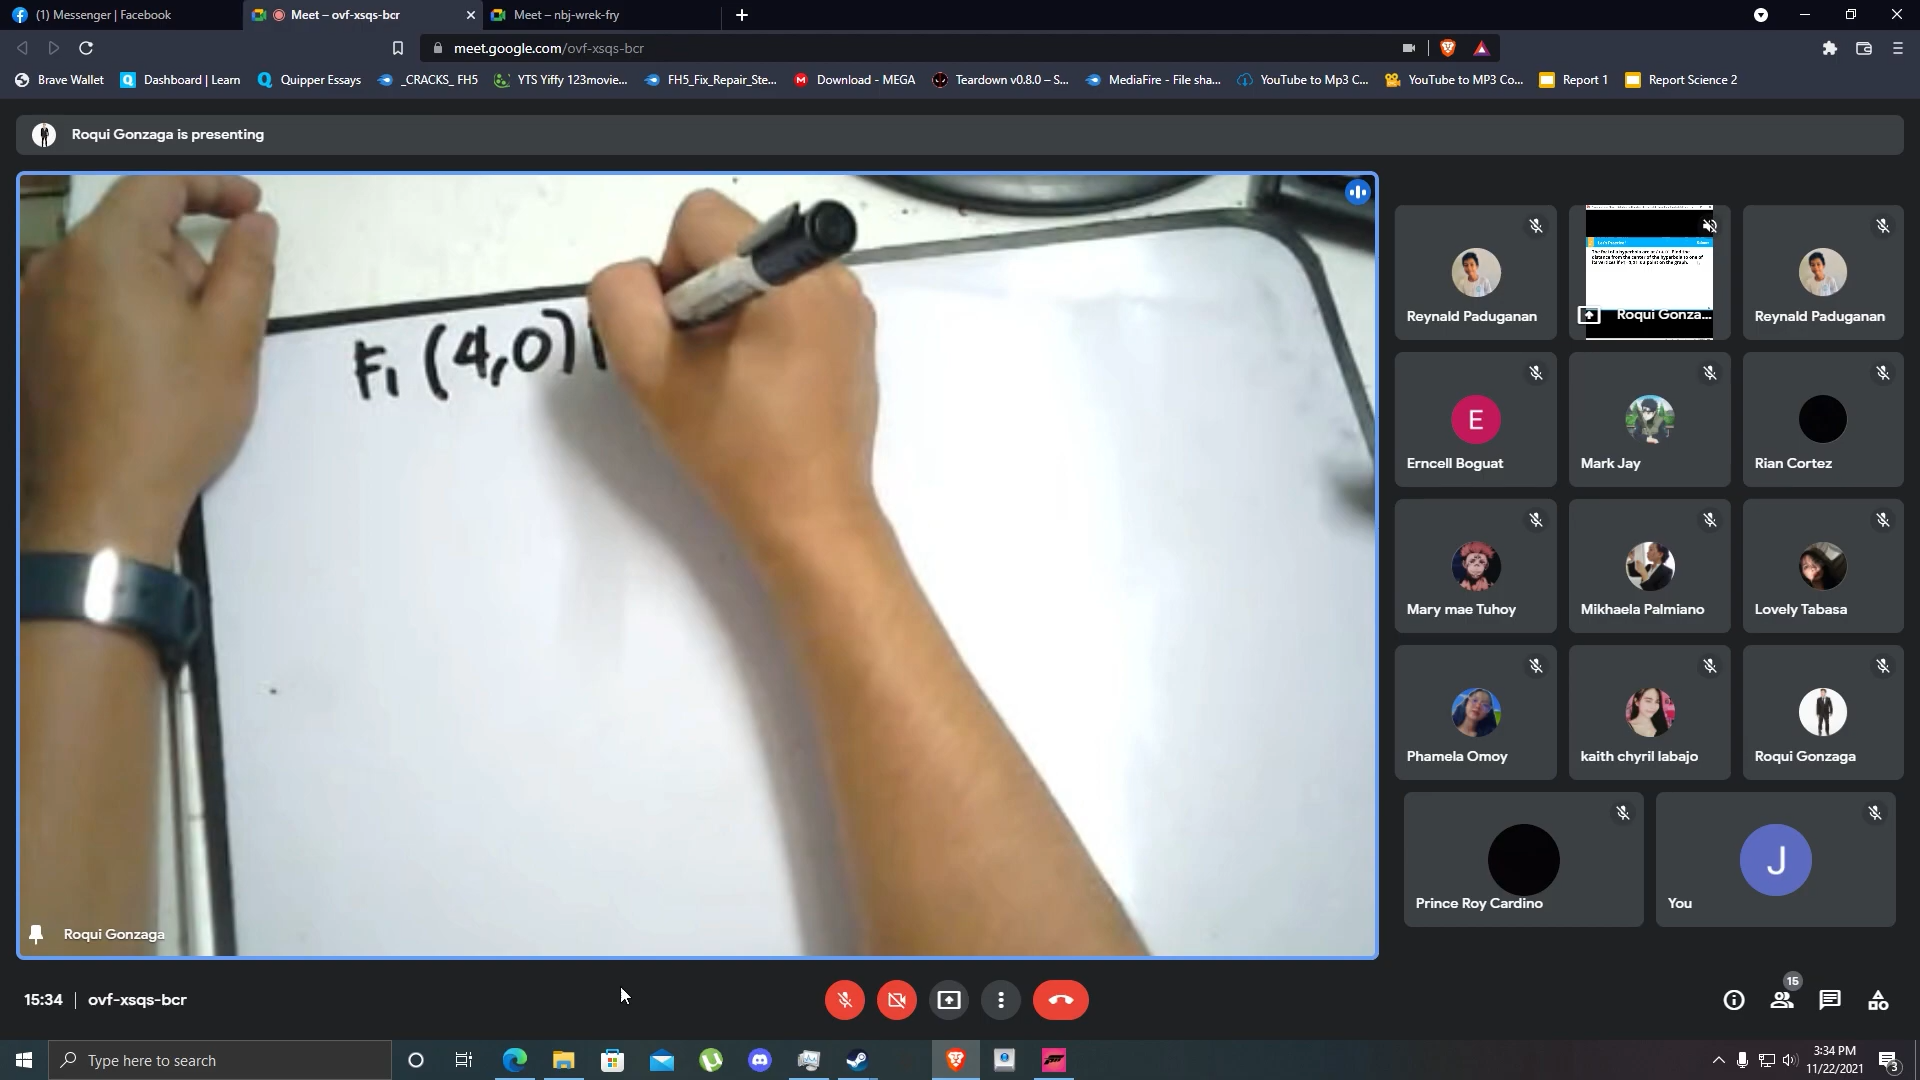 (1) Messenger | Facebook
Meet – ovf-xsqs-bcr
Meet – nbj-wrek-fry
meet.google.com/ovf-xsqs-bcr
Brave Wallet
Dashboard | Learn
Quipper Essays
_CRACKS_ FH5
YTS Yiffy 123movie...
FH5_Fix_Repair_Ste...
Download - MEGA
Teardown v0.8.0 – S...
MediaFire - File sha...
YouTube to Mp3 C...
YouTube to MP3 Co...
Report 1
Report Science 2
Roqui Gonzaga is presenting
F₁ (4,0)
Roqui Gonzaga
Reynald Paduganan
Roqui Gonza...
Reynald Paduganan
E
Erncell Boguat
Mark Jay
Rian Cortez
Mary mae Tuhoy
Mikhaela Palmiano
Lovely Tabasa
Phamela Omoy
kaith chyril labajo
Roqui Gonzaga
Prince Roy Cardino
J
You
15:34 | ovf-xsqs-bcr
15
Type here to search
3:34 PM
11/22/2021
3